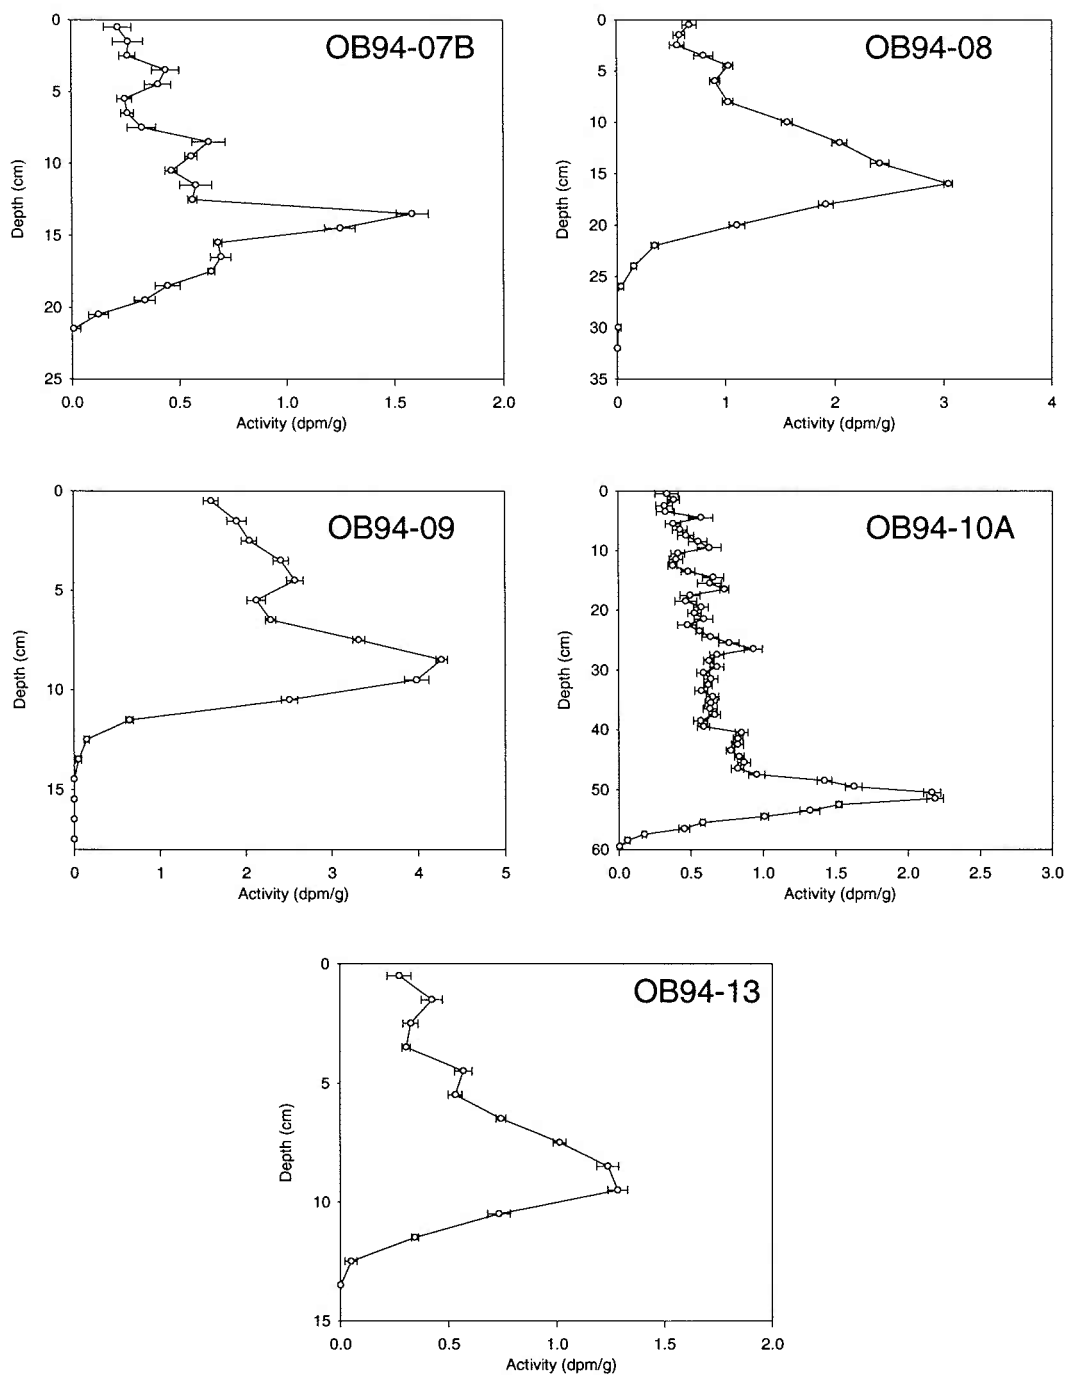 OB94-07B
0
5
10
15
20
25
Depth (cm)
0.0 0.5 1.0 1.5 2.0
Activity (dpm/g)
OB94-08
0
5
10
15
20
25
30
35
Depth (cm)
0 1 2 3 4
Activity (dpm/g)
OB94-09
0
5
10
15
Depth (cm)
0 1 2 3 4 5
Activity (dpm/g)
OB94-10A
0
10
20
30
40
50
60
Depth (cm)
0.0 0.5 1.0 1.5 2.0 2.5 3.0
Activity (dpm/g)
OB94-13
0
5
10
15
Depth (cm)
0.0 0.5 1.0 1.5 2.0
Activity (dpm/g)